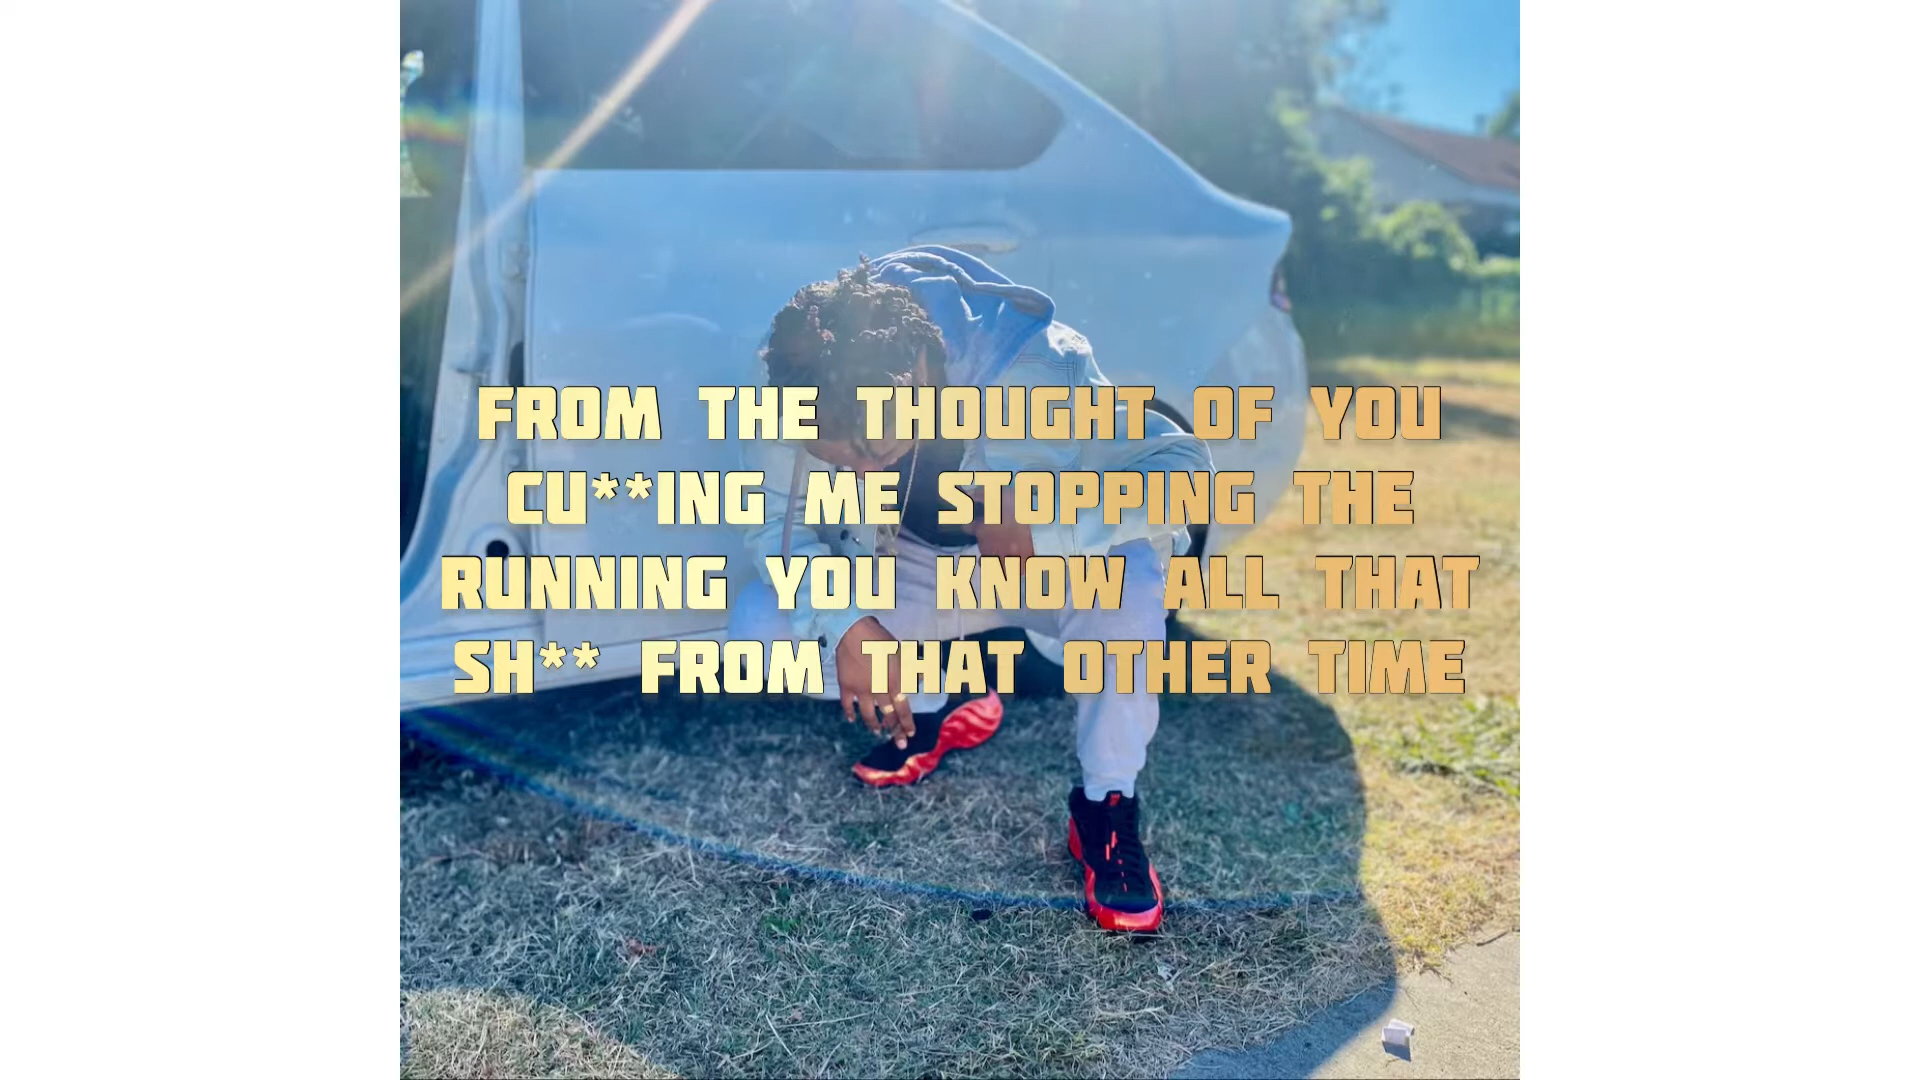 FROM THE THOUGHT OF YOU
CU**ING ME STOPPING THE
RUNNING YOU KNOW ALL THAT
SH** FROM THAT OTHER TIME